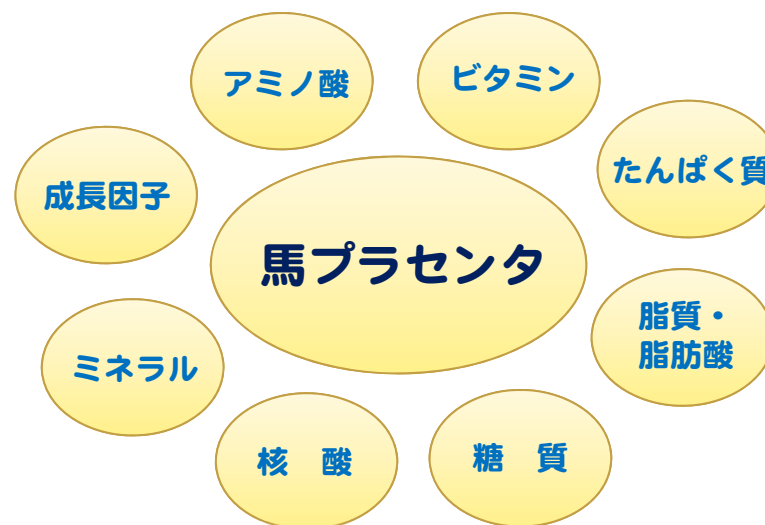 アミノ酸
ビタミン
たんぱく質
成長因子
馬プラセンタ
脂質・
脂肪酸
ミネラル
核　酸
糖　質